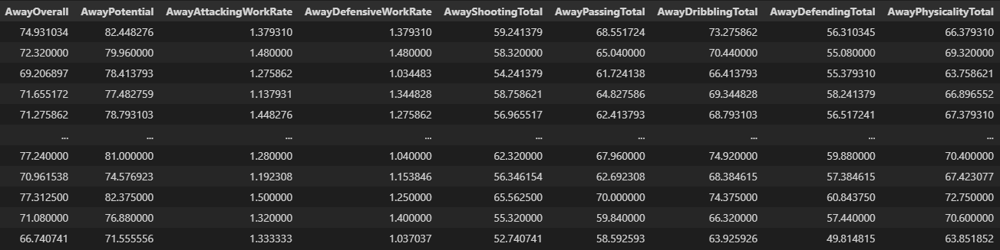 AwayOverall AwayPotential AwayAttackingWorkRate AwayDefensiveWorkRate AwayShootingTotal AwayPassingTotal AwayDribblingTotal AwayDefendingTotal AwayPhysicalityTotal
74.931034 82.448276 1.379310 1.379310 59.241379 68.551724 73.275862 56.310345 66.379310
72.320000 79.960000 1.480000 1.480000 58.320000 65.040000 70.440000 55.080000 69.320000
69.206897 78.413793 1.275862 1.034483 54.241379 61.724138 66.413793 55.379310 63.758621
71.655172 77.482759 1.137931 1.344828 58.758621 64.827586 69.344828 58.241379 66.896552
71.275862 78.793103 1.448276 1.275862 56.965517 62.413793 68.793103 56.517241 67.379310
... ... ... ... ... ... ... ... ...
77.240000 81.000000 1.280000 1.040000 62.320000 67.960000 74.920000 59.880000 70.400000
70.961538 74.576923 1.192308 1.153846 56.346154 62.692308 68.384615 57.384615 67.423077
77.312500 82.375000 1.500000 1.250000 65.562500 70.000000 74.375000 60.843750 72.750000
71.080000 76.880000 1.320000 1.400000 55.320000 59.840000 66.320000 57.440000 70.600000
66.740741 71.555556 1.333333 1.037037 52.740741 58.592593 63.925926 49.814815 63.851852